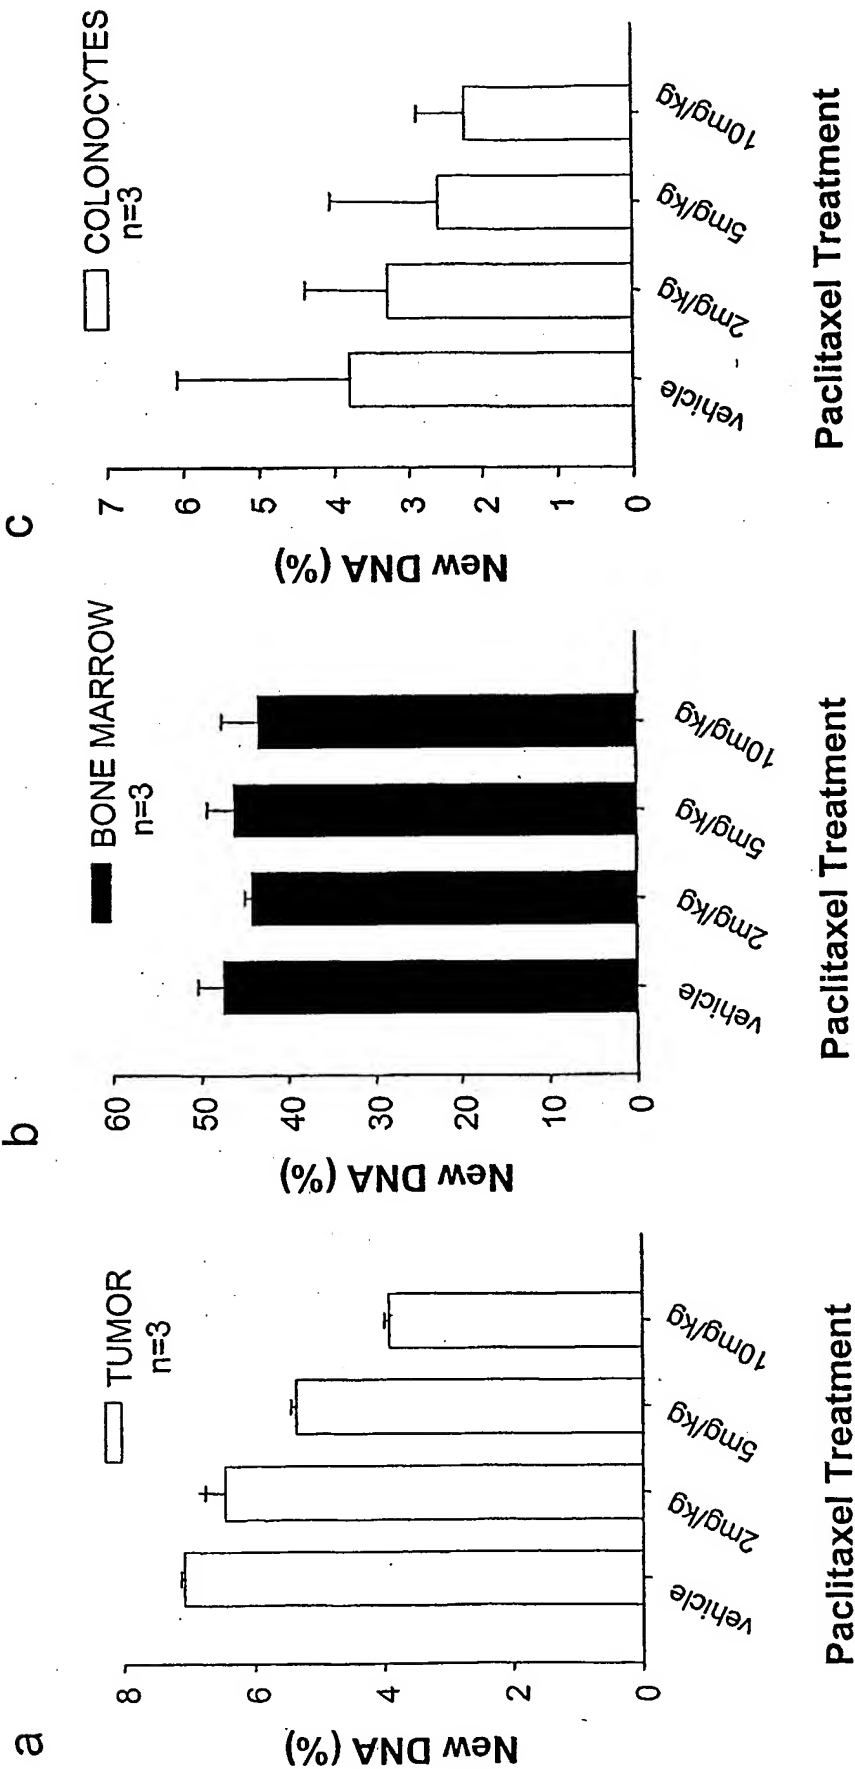 a
TUMOR
n=3
New DNA (%)
8
6
4
2
0
vehicle
2mg/kg
5mg/kg
10mg/kg
Paclitaxel Treatment
b
BONE MARROW
n=3
New DNA (%)
60
50
40
30
20
10
0
vehicle
2mg/kg
5mg/kg
10mg/kg
Paclitaxel Treatment
c
COLONOCYTES
n=3
New DNA (%)
7
6
5
4
3
2
1
0
vehicle
2mg/kg
5mg/kg
10mg/kg
Paclitaxel Treatment